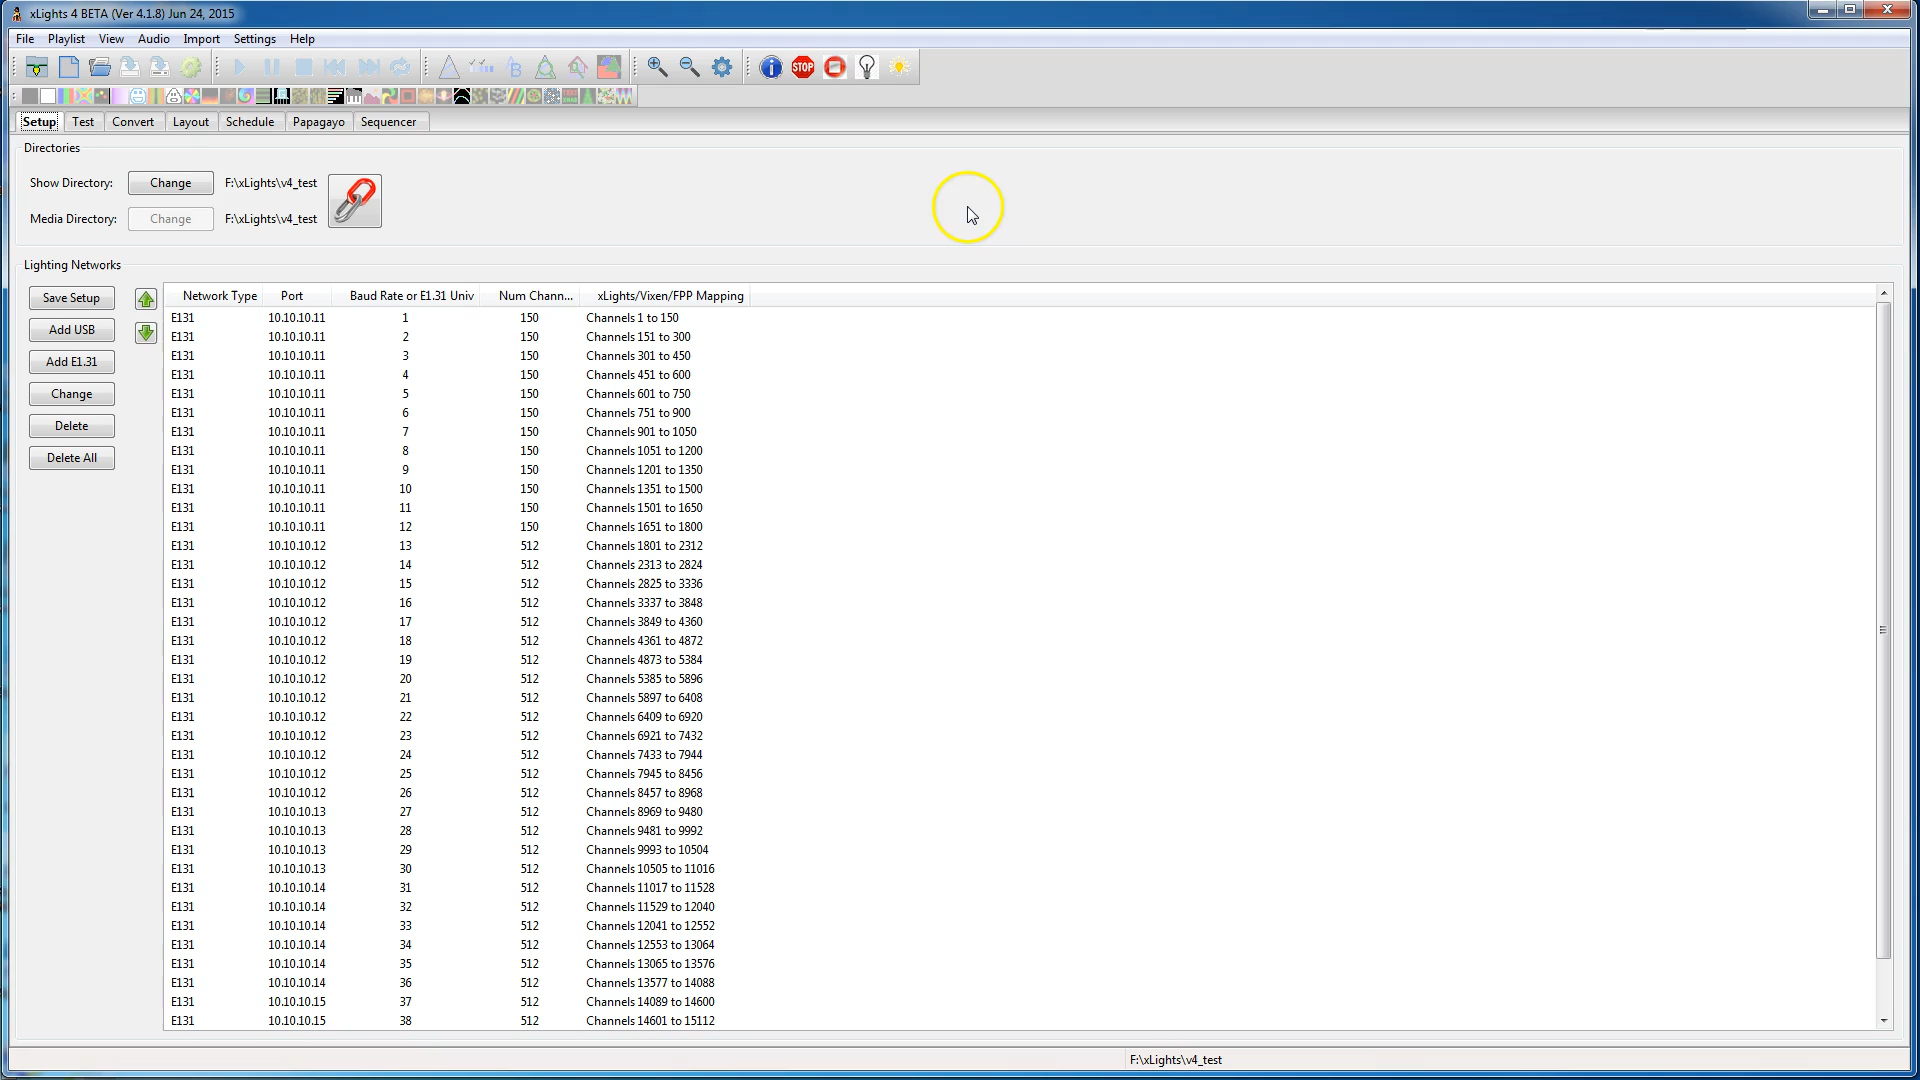 xLights 4 BETA (Ver 4.1.8) Jun 24, 2015
File Playlist View Audio Import Settings Help
STOP
Setup Test Convert Layout Schedule Papagayo Sequencer
Directories
Show Directory: Change F:\xLights\v4_test
Media Directory: Change F:\xLights\v4_test
Lighting Networks
Save Setup
Add USB
Add E1.31
Change
Delete
Delete All
Network Type Port Baud Rate or E1.31 Univ Num Chann... xLights/Vixen/FPP Mapping
E131 10.10.10.11 1 150 Channels 1 to 150
E131 10.10.10.11 2 150 Channels 151 to 300
E131 10.10.10.11 3 150 Channels 301 to 450
E131 10.10.10.11 4 150 Channels 451 to 600
E131 10.10.10.11 5 150 Channels 601 to 750
E131 10.10.10.11 6 150 Channels 751 to 900
E131 10.10.10.11 7 150 Channels 901 to 1050
E131 10.10.10.11 8 150 Channels 1051 to 1200
E131 10.10.10.11 9 150 Channels 1201 to 1350
E131 10.10.10.11 10 150 Channels 1351 to 1500
E131 10.10.10.11 11 150 Channels 1501 to 1650
E131 10.10.10.11 12 150 Channels 1651 to 1800
E131 10.10.10.12 13 512 Channels 1801 to 2312
E131 10.10.10.12 14 512 Channels 2313 to 2824
E131 10.10.10.12 15 512 Channels 2825 to 3336
E131 10.10.10.12 16 512 Channels 3337 to 3848
E131 10.10.10.12 17 512 Channels 3849 to 4360
E131 10.10.10.12 18 512 Channels 4361 to 4872
E131 10.10.10.12 19 512 Channels 4873 to 5384
E131 10.10.10.12 20 512 Channels 5385 to 5896
E131 10.10.10.12 21 512 Channels 5897 to 6408
E131 10.10.10.12 22 512 Channels 6409 to 6920
E131 10.10.10.12 23 512 Channels 6921 to 7432
E131 10.10.10.12 24 512 Channels 7433 to 7944
E131 10.10.10.12 25 512 Channels 7945 to 8456
E131 10.10.10.12 26 512 Channels 8457 to 8968
E131 10.10.10.13 27 512 Channels 8969 to 9480
E131 10.10.10.13 28 512 Channels 9481 to 9992
E131 10.10.10.13 29 512 Channels 9993 to 10504
E131 10.10.10.13 30 512 Channels 10505 to 11016
E131 10.10.10.14 31 512 Channels 11017 to 11528
E131 10.10.10.14 32 512 Channels 11529 to 12040
E131 10.10.10.14 33 512 Channels 12041 to 12552
E131 10.10.10.14 34 512 Channels 12553 to 13064
E131 10.10.10.14 35 512 Channels 13065 to 13576
E131 10.10.10.14 36 512 Channels 13577 to 14088
E131 10.10.10.15 37 512 Channels 14089 to 14600
E131 10.10.10.15 38 512 Channels 14601 to 15112
F:\xLights\v4_test